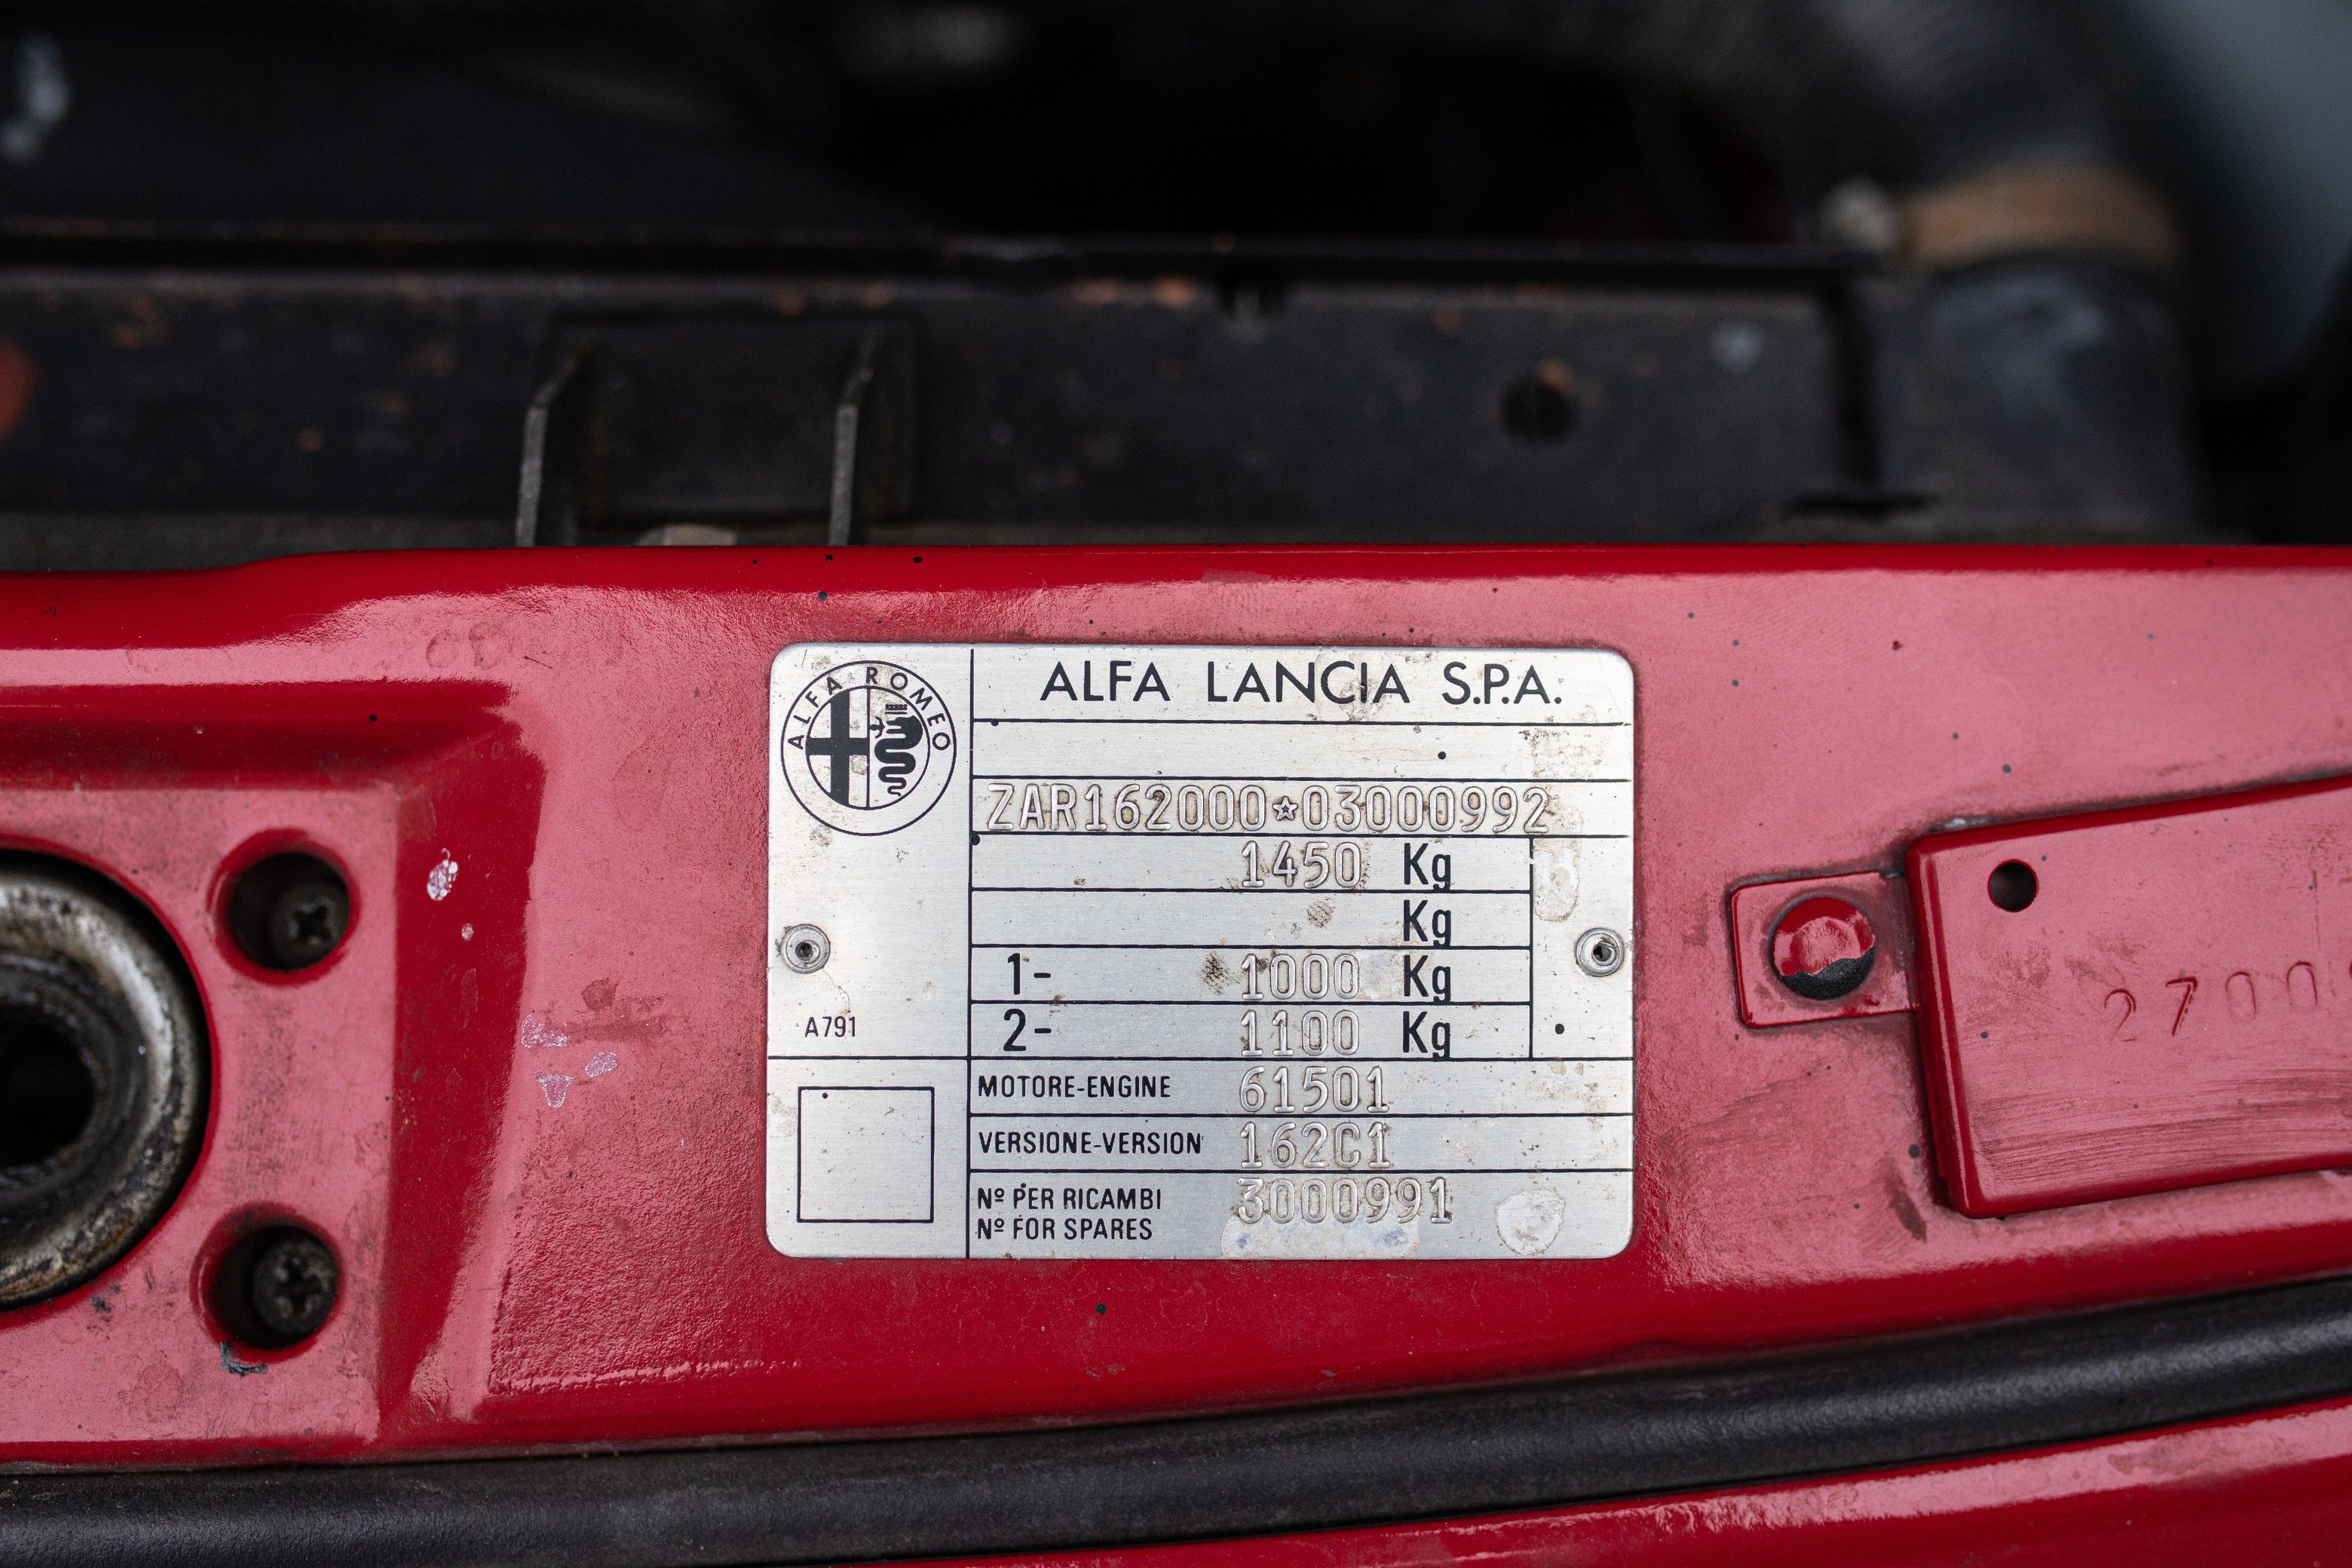 ALFA ROMEO
ALFA LANCIA S.P.A.
ZAR162000*03000992
1450 Kg
Kg
1- 1000 Kg
2- 1100 Kg
A791
MOTORE-ENGINE 61501
VERSIONE-VERSION 162C1
Nº PER RICAMBI 3000991
Nº FOR SPARES
2700